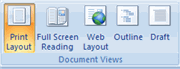 Print Layout
Full Screen Reading
Web Layout
Outline
Draft
Document Views